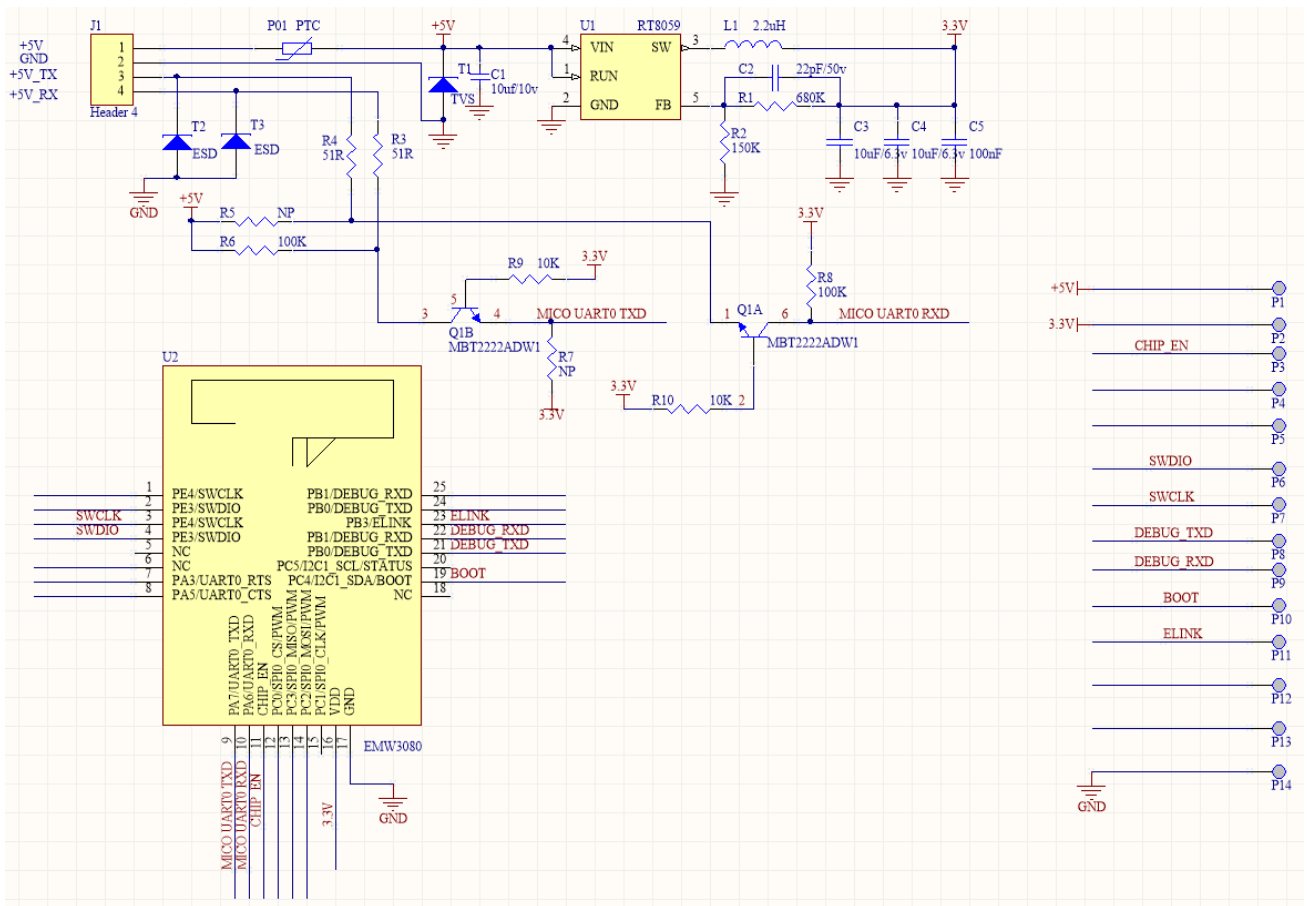 J1
P01 PTC
+5V
U1 RT8059
L1 2.2uH
3.3V
+5V
GND
+5V_TX
+5V_RX
1
2
3
4
Header 4
T1
TVS
C1
10uf/10v
4 VIN SW 3
1 RUN
2 GND FB 5
C2 22pF/50v
R1 680K
R2
150K
C3
10uF/6.3v
C4
10uF/6.3v
C5
100nF
T2
ESD
T3
ESD
R4
51R
R3
51R
GND
+5V
R5 NP
R6 100K
R9 10K 3.3V
3.3V
R8
100K
3 5 4
Q1B
MBT2222ADW1
MICO UART0 TXD
R7
NP
3.3V
1 Q1A 6
MBT2222ADW1
MICO UART0 RXD
3.3V
R10 10K 2
U2
1 PE4/SWCLK
2 PE3/SWDIO
SWCLK 3 PE4/SWCLK
SWDIO 4 PE3/SWDIO
5 NC
6 NC
7 PA3/UART0_RTS
8 PA5/UART0_CTS
PB1/DEBUG_RXD 25
PB0/DEBUG_TXD 24
PB3/ELINK 23 ELINK
PB1/DEBUG_RXD 22 DEBUG_RXD
PB0/DEBUG_TXD 21 DEBUG_TXD
PC5/I2C1_SCL/STATUS 20
PC4/I2C1_SDA/BOOT 19 BOOT
NC 18
PA7/UART0_TXD 9 MICO UART0 TXD
PA6/UART0_RXD 10 MICO UART0 RXD
CHIP_EN 11 CHIP_EN
PC0/SPI0_CS/PWM 12
PC3/SPI0_MISO/PWM 13
PC2/SPI0_MOSI/PWM 14
PC1/SPI0_CLK/PWM 15
VDD 16 3.3V
GND 17
EMW3080
GND
+5V P1
3.3V P2
CHIP_EN P3
P4
P5
SWDIO P6
SWCLK P7
DEBUG_TXD P8
DEBUG_RXD P9
BOOT P10
ELINK P11
P12
P13
P14
GND